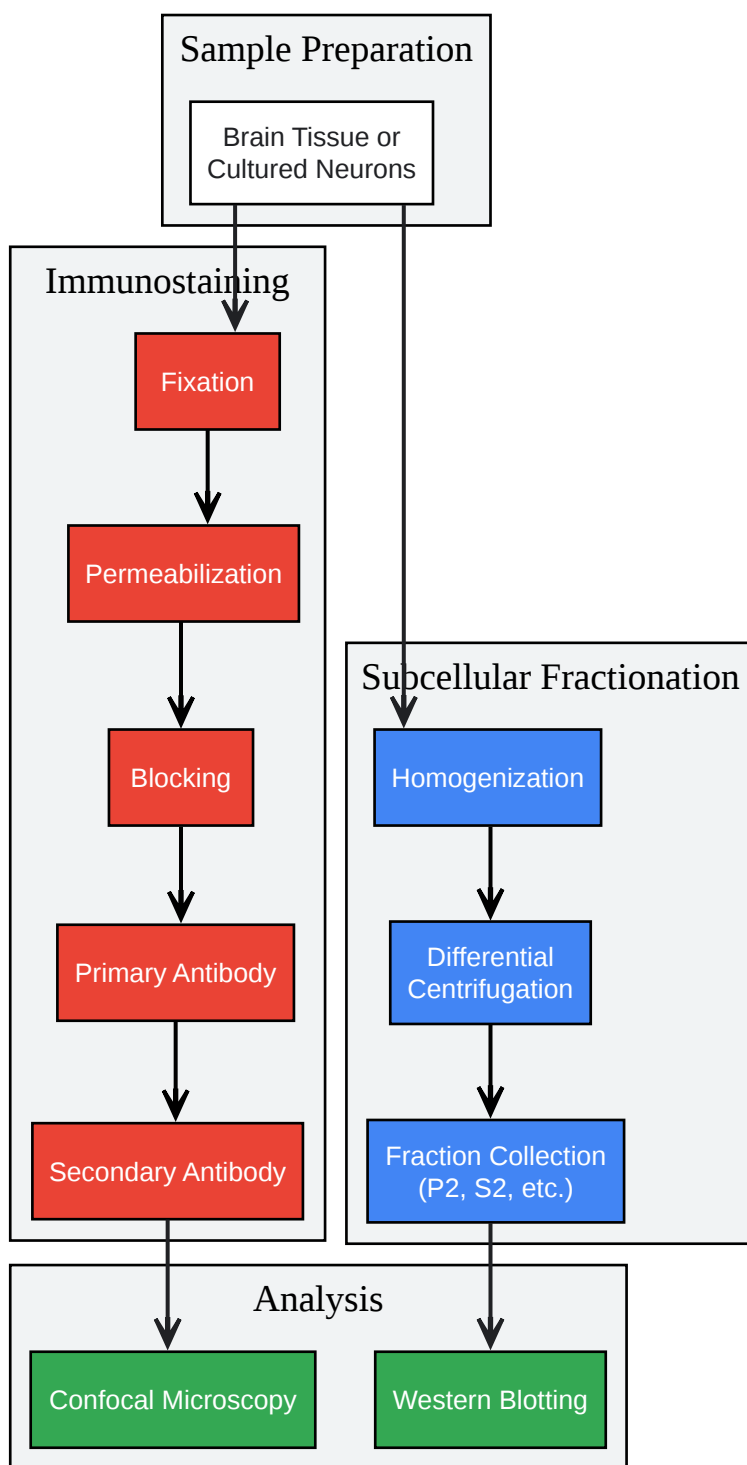 Sample Preparation
Brain Tissue or
Cultured Neurons
Immunostaining
Fixation
Permeabilization
Blocking
Primary Antibody
Secondary Antibody
Subcellular Fractionation
Homogenization
Differential
Centrifugation
Fraction Collection
(P2, S2, etc.)
Analysis
Confocal Microscopy
Western Blotting